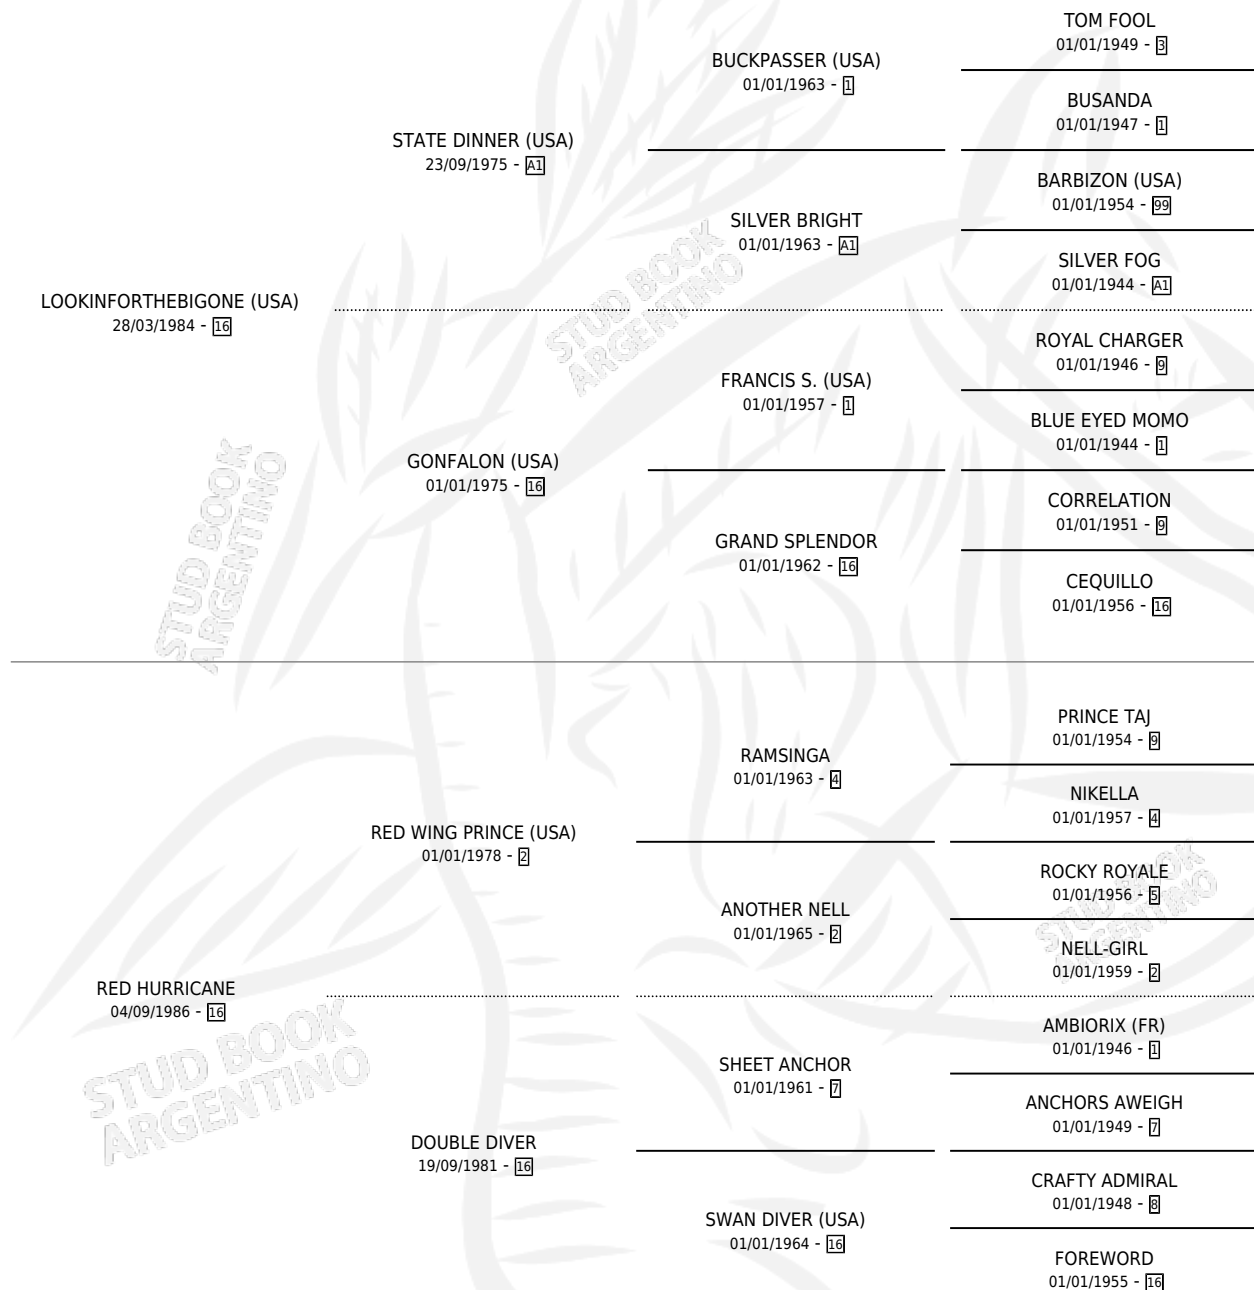 TOM FOOL
01/01/1949 - 3
BUCKPASSER (USA)
01/01/1963 - 1
BUSANDA
01/01/1947 - 1
STATE DINNER (USA)
23/09/1975 - A1
BARBIZON (USA)
01/01/1954 - 99
SILVER BRIGHT
01/01/1963 - A1
SILVER FOG
01/01/1944 - A1
LOOKINFORTHEBIGONE (USA)
28/03/1984 - 16
ROYAL CHARGER
01/01/1946 - 9
FRANCIS S. (USA)
01/01/1957 - 1
BLUE EYED MOMO
01/01/1944 - 1
GONFALON (USA)
01/01/1975 - 16
CORRELATION
01/01/1951 - 9
GRAND SPLENDOR
01/01/1962 - 16
CEQUILLO
01/01/1956 - 16
PRINCE TAJ
01/01/1954 - 9
RAMSINGA
01/01/1963 - 4
NIKELLA
01/01/1957 - 4
RED WING PRINCE (USA)
01/01/1978 - 2
ROCKY ROYALE
01/01/1956 - 5
ANOTHER NELL
01/01/1965 - 2
NELL-GIRL
01/01/1959 - 2
RED HURRICANE
04/09/1986 - 16
AMBIORIX (FR)
01/01/1946 - 1
SHEET ANCHOR
01/01/1961 - 7
ANCHORS AWEIGH
01/01/1949 - 7
DOUBLE DIVER
19/09/1981 - 16
CRAFTY ADMIRAL
01/01/1948 - 8
SWAN DIVER (USA)
01/01/1964 - 16
FOREWORD
01/01/1955 - 16
STUD BOOK
ARGENTINO
STUD BOOK
ARGENTINO
STUD BOOK
ARGENTINO
STUD BOOK
ARGENTINO